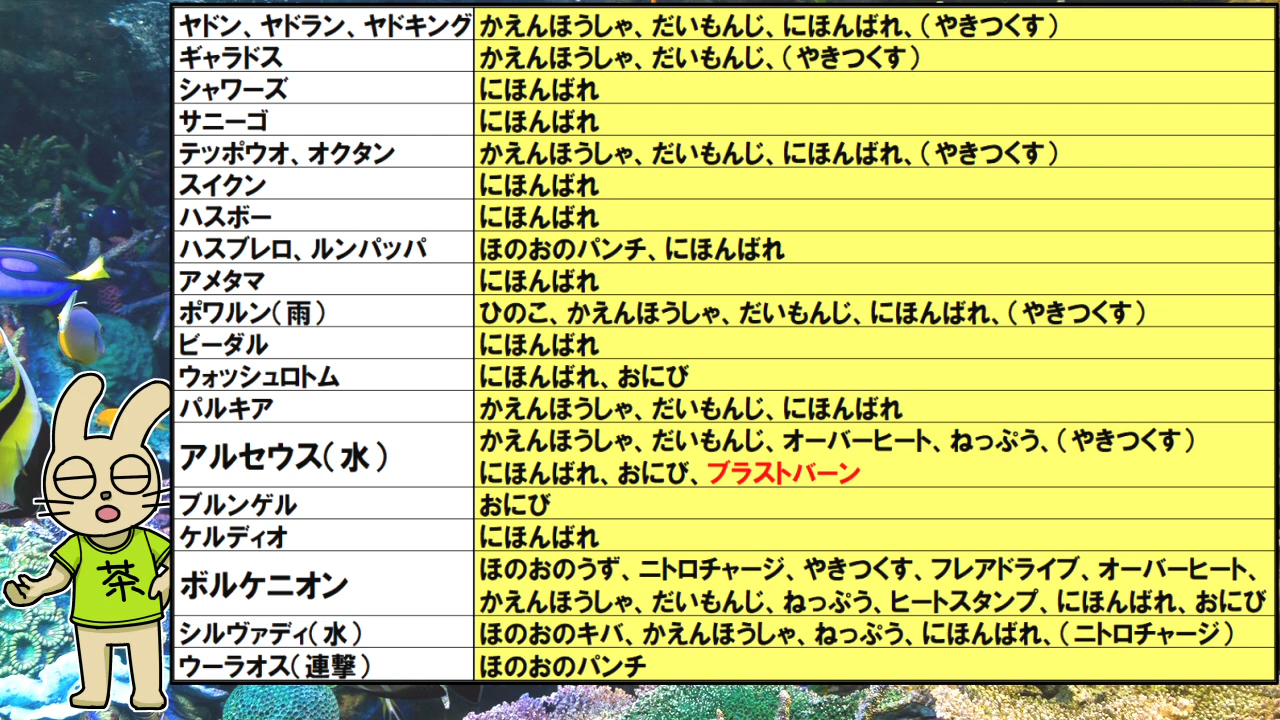 ヤドン、ヤドラン、ヤドキング かえんほうしゃ、だいもんじ、にほんばれ、(やきつくす)
ギャラドス かえんほうしゃ、だいもんじ、(やきつくす)
シャワーズ にほんばれ
サニーゴ にほんばれ
テッポウオ、オクタン かえんほうしゃ、だいもんじ、にほんばれ、(やきつくす)
スイクン にほんばれ
ハスボー にほんばれ
ハスブレロ、ルンパッパ ほのおのパンチ、にほんばれ
アメタマ にほんばれ
ポワルン(雨) ひのこ、かえんほうしゃ、だいもんじ、にほんばれ、(やきつくす)
ビーダル にほんばれ
ウォッシュロトム にほんばれ、おにび
パルキア かえんほうしゃ、だいもんじ、にほんばれ
アルセウス(水) かえんほうしゃ、だいもんじ、オーバーヒート、ねっぷう、(やきつくす)
にほんばれ、おにび、ブラストバーン
ブルンゲル おにび
ケルディオ にほんばれ
ボルケニオン ほのおのうず、ニトロチャージ、やきつくす、フレアドライブ、オーバーヒート、
かえんほうしゃ、だいもんじ、ねっぷう、ヒートスタンプ、にほんばれ、おにび
シルヴァディ(水) ほのおのキバ、かえんほうしゃ、ねっぷう、にほんばれ、(ニトロチャージ)
ウーラオス(連撃) ほのおのパンチ
茶